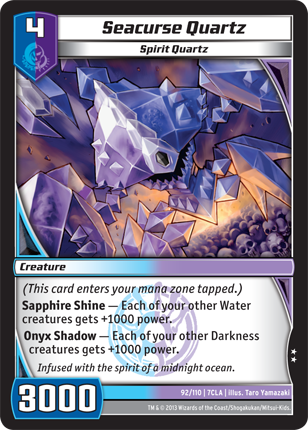 4
Seacurse Quartz
Spirit Quartz
Creature
(This card enters your mana zone tapped.)
Sapphire Shine — Each of your other Water
creatures gets +1000 power.
Onyx Shadow — Each of your other Darkness
creatures gets +1000 power.
Infused with the spirit of a midnight ocean.
3000
92/110 | 7CLA | illus. Taro Yamazaki
TM & © 2013 Wizards of the Coast/Shogakukan/Mitsui-Kids.